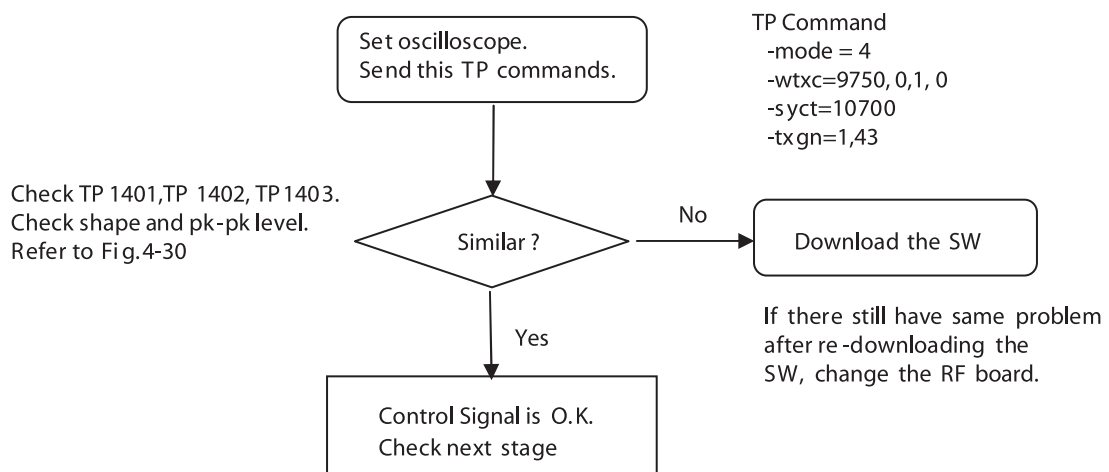 Set oscilloscope.
Send this TP commands.
TP Command
-mode = 4
-wtxc=9750, 0,1, 0
-syct=10700
-txgn=1,43
Check TP 1401,TP 1402, TP1403.
Check shape and pk-pk level.
Refer to Fig.4-30
Similar ?
No
Download the SW
If there still have same problem
after re-downloading the
SW, change the RF board.
Yes
Control Signal is O.K.
Check next stage